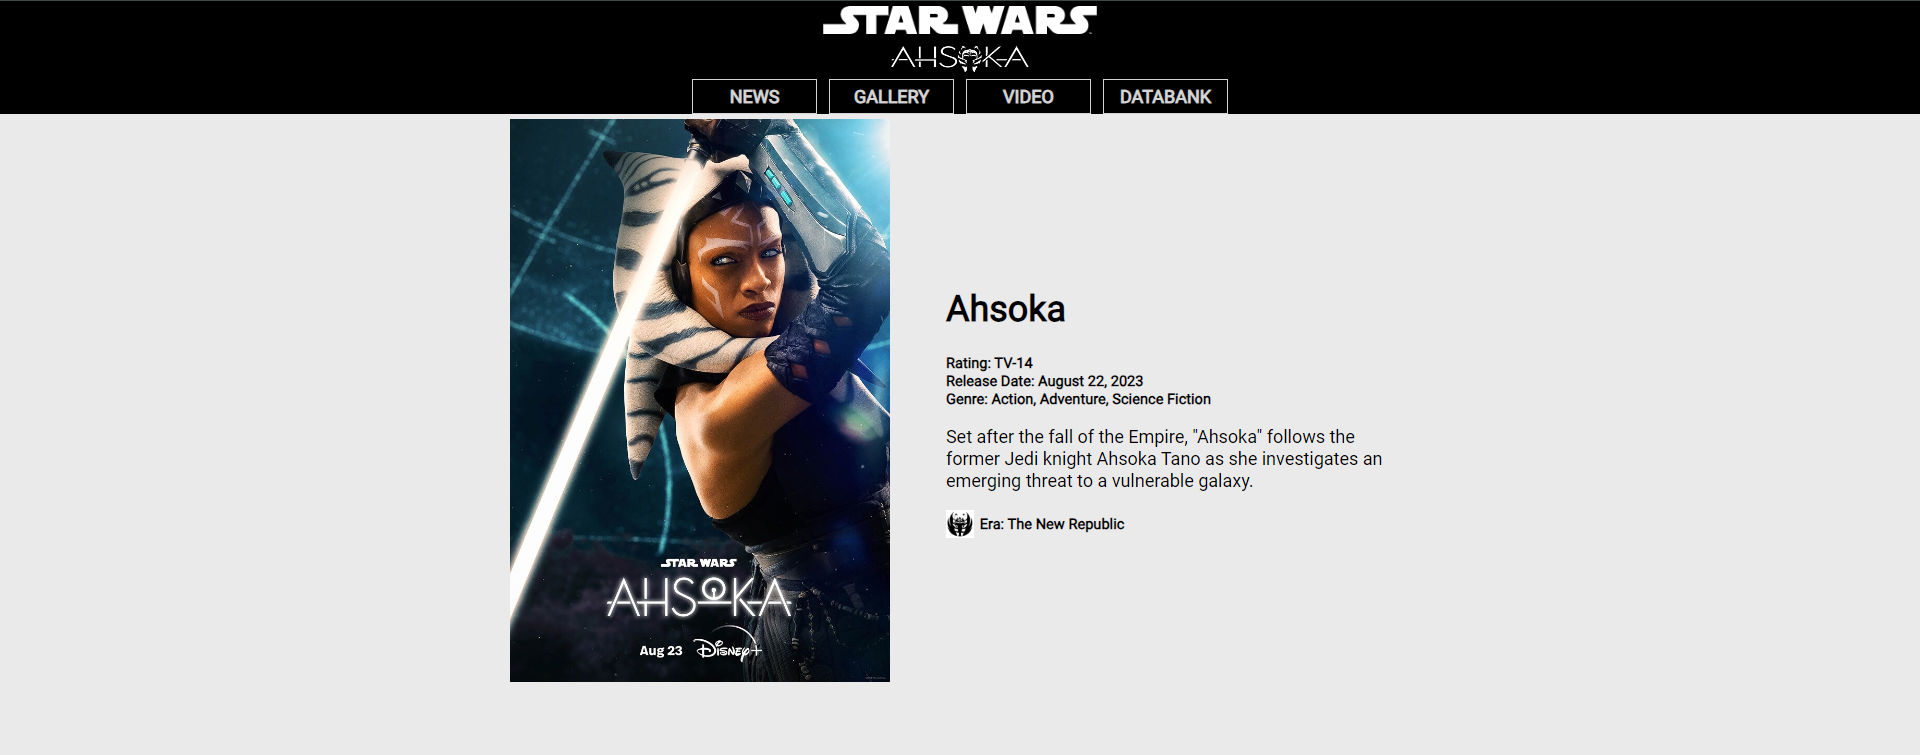 STAR WARS
AHSOKA
NEWS GALLERY VIDEO DATABANK
Ahsoka
Rating: TV-14
Release Date: August 22, 2023
Genre: Action, Adventure, Science Fiction
Set after the fall of the Empire, "Ahsoka" follows the
former Jedi knight Ahsoka Tano as she investigates an
emerging threat to a vulnerable galaxy.
Era: The New Republic
STAR WARS
AHSOKA
Aug 23 Disney+